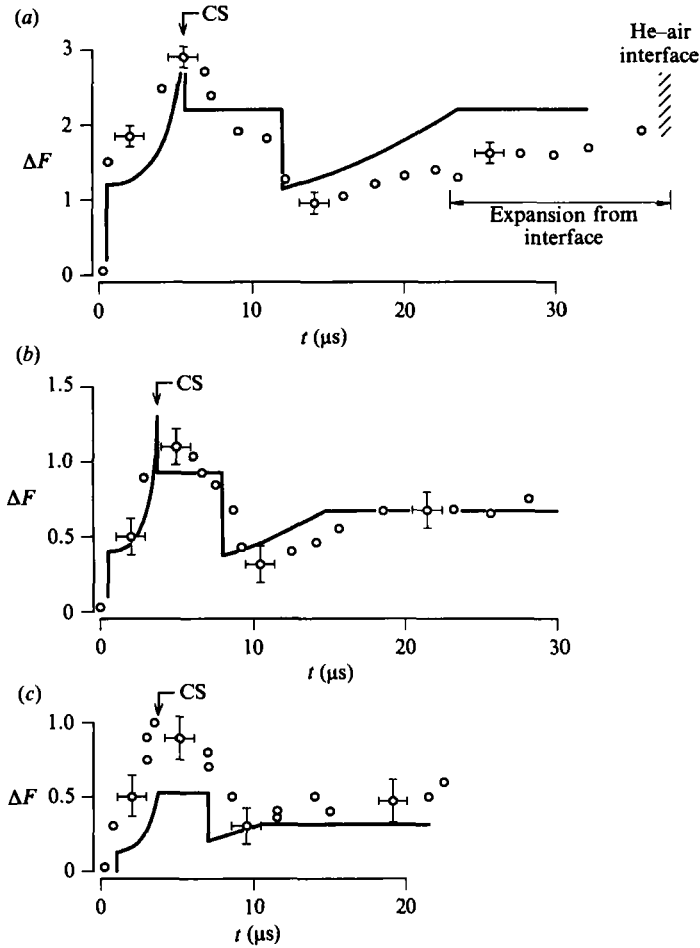 (a)
CS
He–air
interface
3
2
ΔF
1
0
Expansion from
interface
0 10 20 30
t (μs)
(b)
CS
1.5
1.0
ΔF
0.5
0
0 10 20 30
t (μs)
(c)
CS
1.0
ΔF 0.5
0
0 10 20
t (μs)